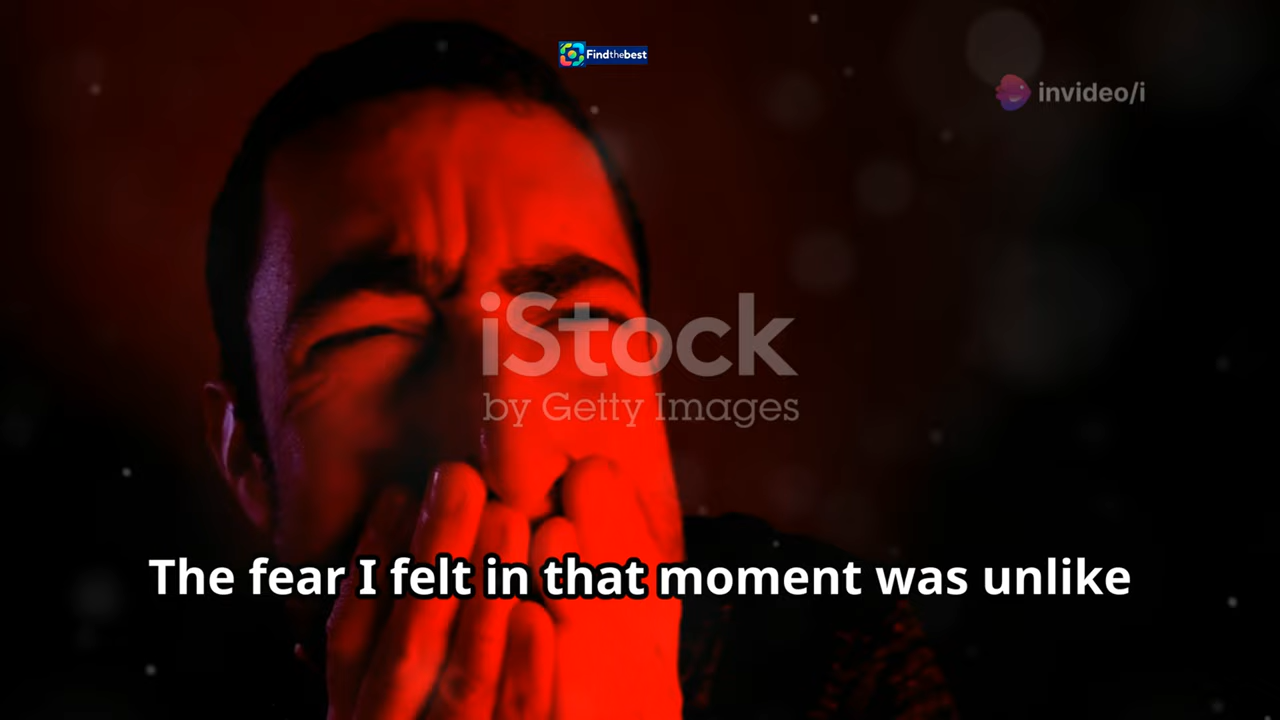 Findthebest
invideo/i
iStock
by Getty Images
The fear I felt in that moment was unlike